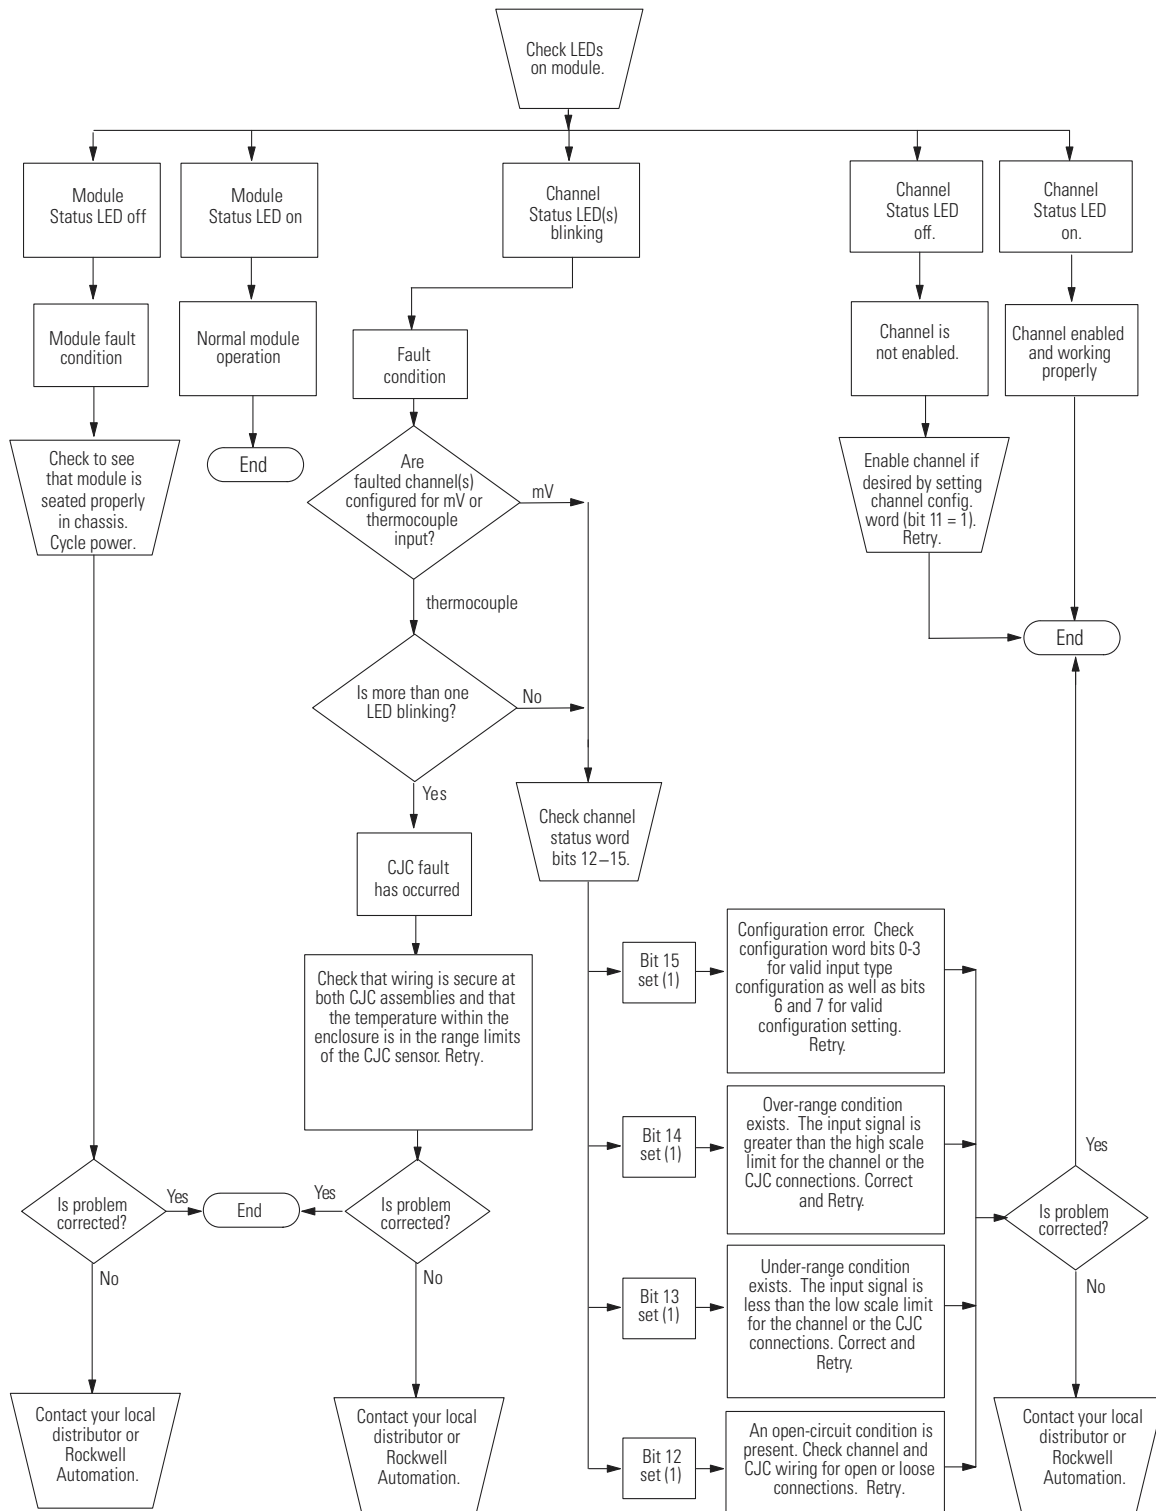 Check LEDs
on module.
Module
Status LED off
Module
Status LED on
Channel
Status LED(s)
blinking
Channel
Status LED
off.
Channel
Status LED
on.
Module fault
condition
Normal module
operation
Fault
condition
Channel is
not enabled.
Channel enabled
and working
properly
Check to see
that module is
seated properly
in chassis.
Cycle power.
End
Are
faulted channel(s)
configured for mV or
thermocouple
input?
mV
thermocouple
Enable channel if
desired by setting
channel config.
word (bit 11 = 1).
Retry.
End
Is more than one
LED blinking?
No
Yes
Check channel
status word
bits 12–15.
CJC fault
has occurred
Check that wiring is secure at
both CJC assemblies and that
the temperature within the
enclosure is in the range limits
of the CJC sensor. Retry.
Bit 15
set (1)
Configuration error. Check
configuration word bits 0-3
for valid input type
configuration as well as bits
6 and 7 for valid
configuration setting.
Retry.
Bit 14
set (1)
Over-range condition
exists. The input signal is
greater than the high scale
limit for the channel or the
CJC connections. Correct
and Retry.
Bit 13
set (1)
Under-range condition
exists. The input signal is
less than the low scale limit
for the channel or the CJC
connections. Correct and
Retry.
Bit 12
set (1)
An open-circuit condition is
present. Check channel and
CJC wiring for open or loose
connections. Retry.
Is problem
corrected?
Yes
End
Yes
Is problem
corrected?
Yes
Is problem
corrected?
No
No
No
Contact your local
distributor or
Rockwell
Automation.
Contact your local
distributor or
Rockwell
Automation.
Contact your local
distributor or
Rockwell
Automation.